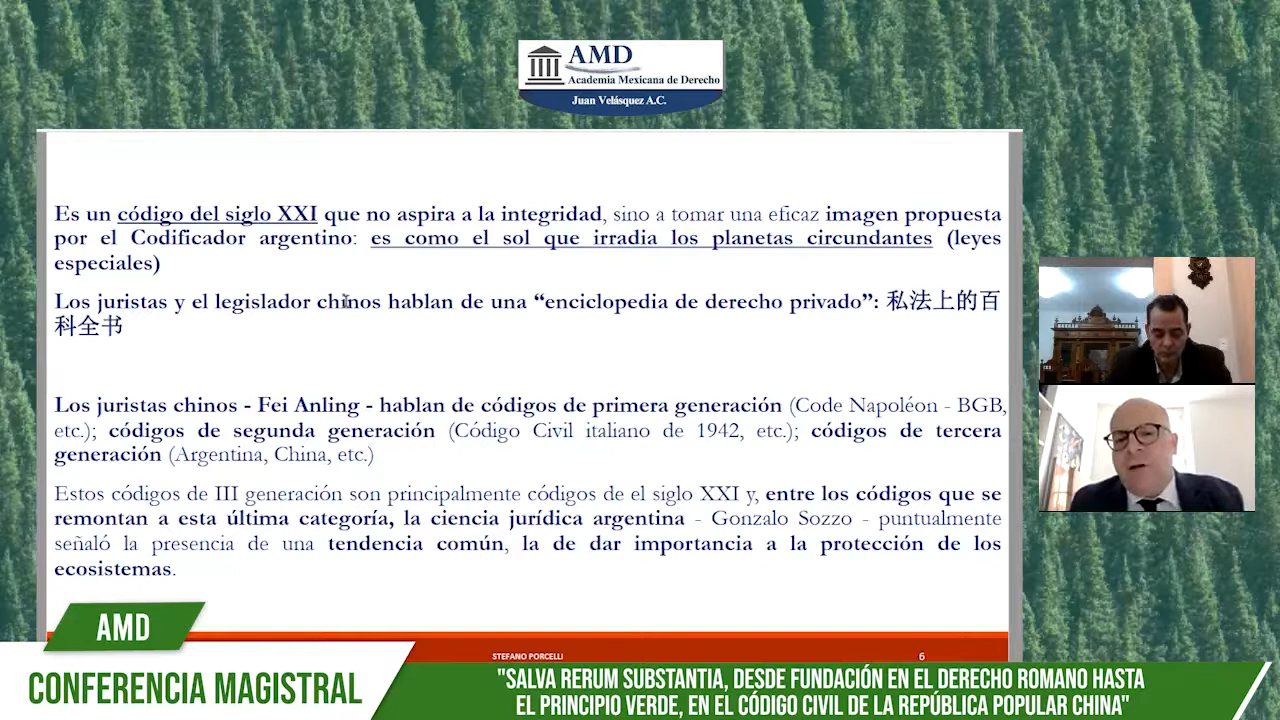 AMD
Academia Mexicana de Derecho
Juan Velásquez A.C.
Es un código del siglo XXI que no aspira a la integridad, sino a tomar una eficaz imagen propuesta
por el Codificador argentino: es como el sol que irradia los planetas circundantes (leyes
especiales)
Los juristas y el legislador chinos hablan de una “enciclopedia de derecho privado”: 私法上的百
科全书
Los juristas chinos - Fei Anling - hablan de códigos de primera generación (Code Napoléon - BGB,
etc.); códigos de segunda generación (Código Civil italiano de 1942, etc.); códigos de tercera
generación (Argentina, China, etc.)
Estos códigos de III generación son principalmente códigos de el siglo XXI y, entre los códigos que se
remontan a esta última categoría, la ciencia jurídica argentina - Gonzalo Sozzo - puntualmente
señaló la presencia de una tendencia común, la de dar importancia a la protección de los
ecosistemas.
STEFANO PORCELLI
6
AMD
CONFERENCIA MAGISTRAL
"SALVA RERUM SUBSTANTIA, DESDE FUNDACIÓN EN EL DERECHO ROMANO HASTA
EL PRINCIPIO VERDE, EN EL CÓDIGO CIVIL DE LA REPÚBLICA POPULAR CHINA"